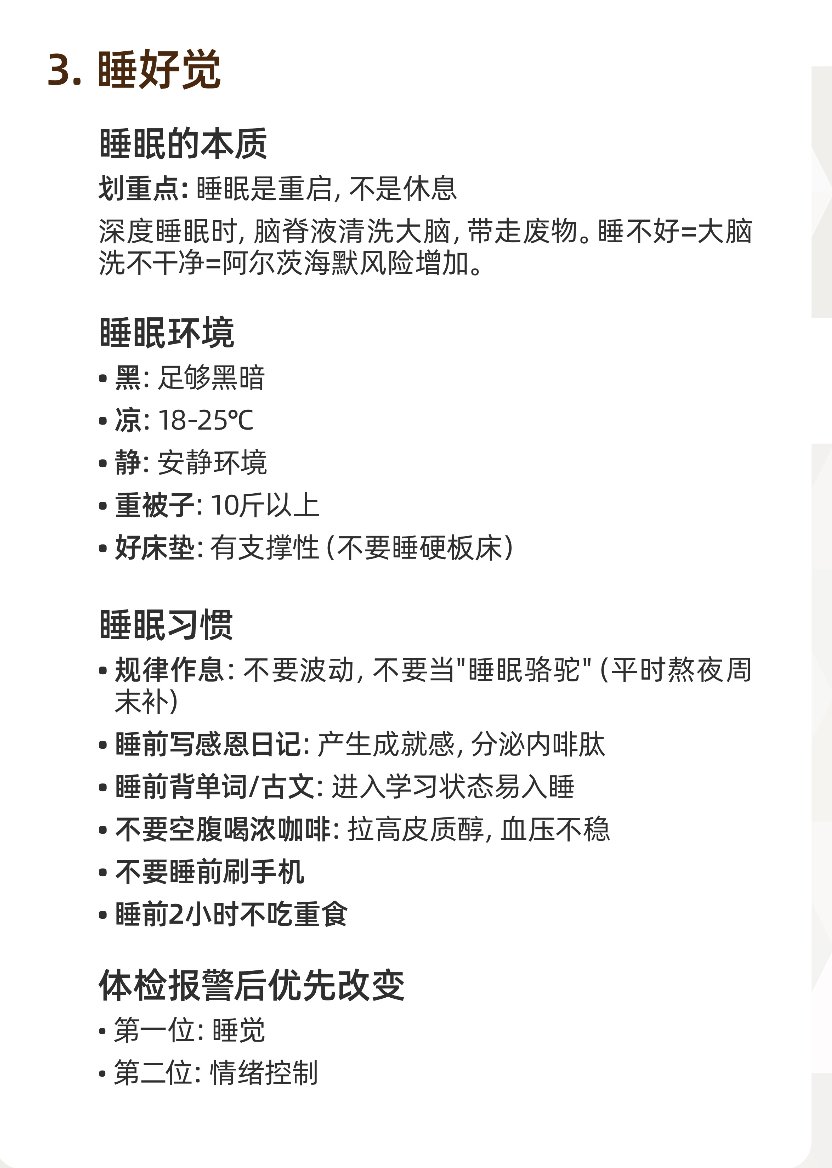 3. 睡好觉
睡眠的本质
划重点: 睡眠是重启, 不是休息
深度睡眠时, 脑脊液清洗大脑, 带走废物。睡不好=大脑
洗不干净=阿尔茨海默风险增加。
睡眠环境
• 黑: 足够黑暗
• 凉: 18-25℃
• 静: 安静环境
• 重被子: 10斤以上
• 好床垫: 有支撑性 (不要睡硬板床)
睡眠习惯
• 规律作息: 不要波动, 不要当"睡眠骆驼" (平时熬夜周
末补)
• 睡前写感恩日记: 产生成就感, 分泌内啡肽
• 睡前背单词/古文: 进入学习状态易入睡
• 不要空腹喝浓咖啡: 拉高皮质醇, 血压不稳
• 不要睡前刷手机
• 睡前2小时不吃重食
体检报警后优先改变
• 第一位: 睡觉
• 第二位: 情绪控制